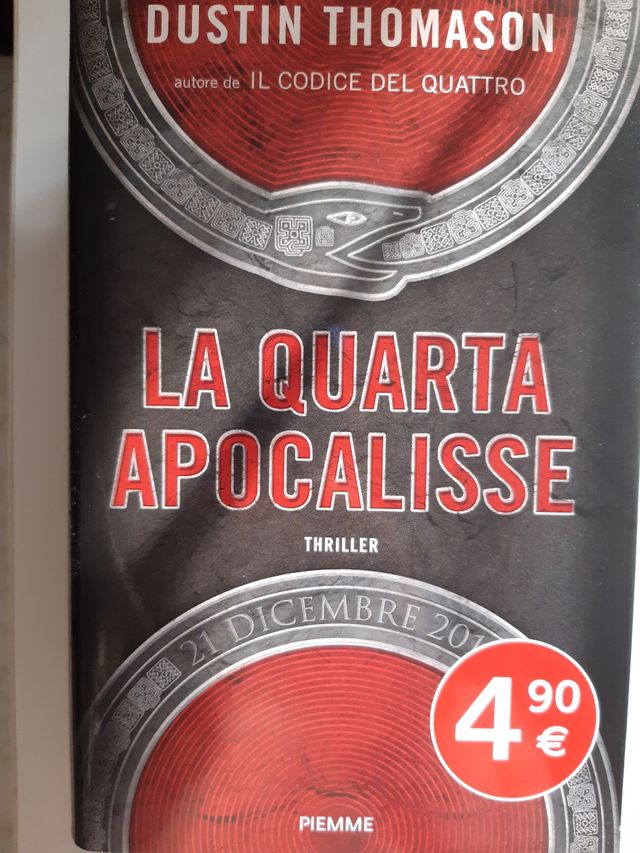 DUSTIN THOMASON
autore de IL CODICE DEL QUATTRO
LA QUARTA
APOCALISSE
THRILLER
21 DICEMBRE
4 90
€
PIEMME